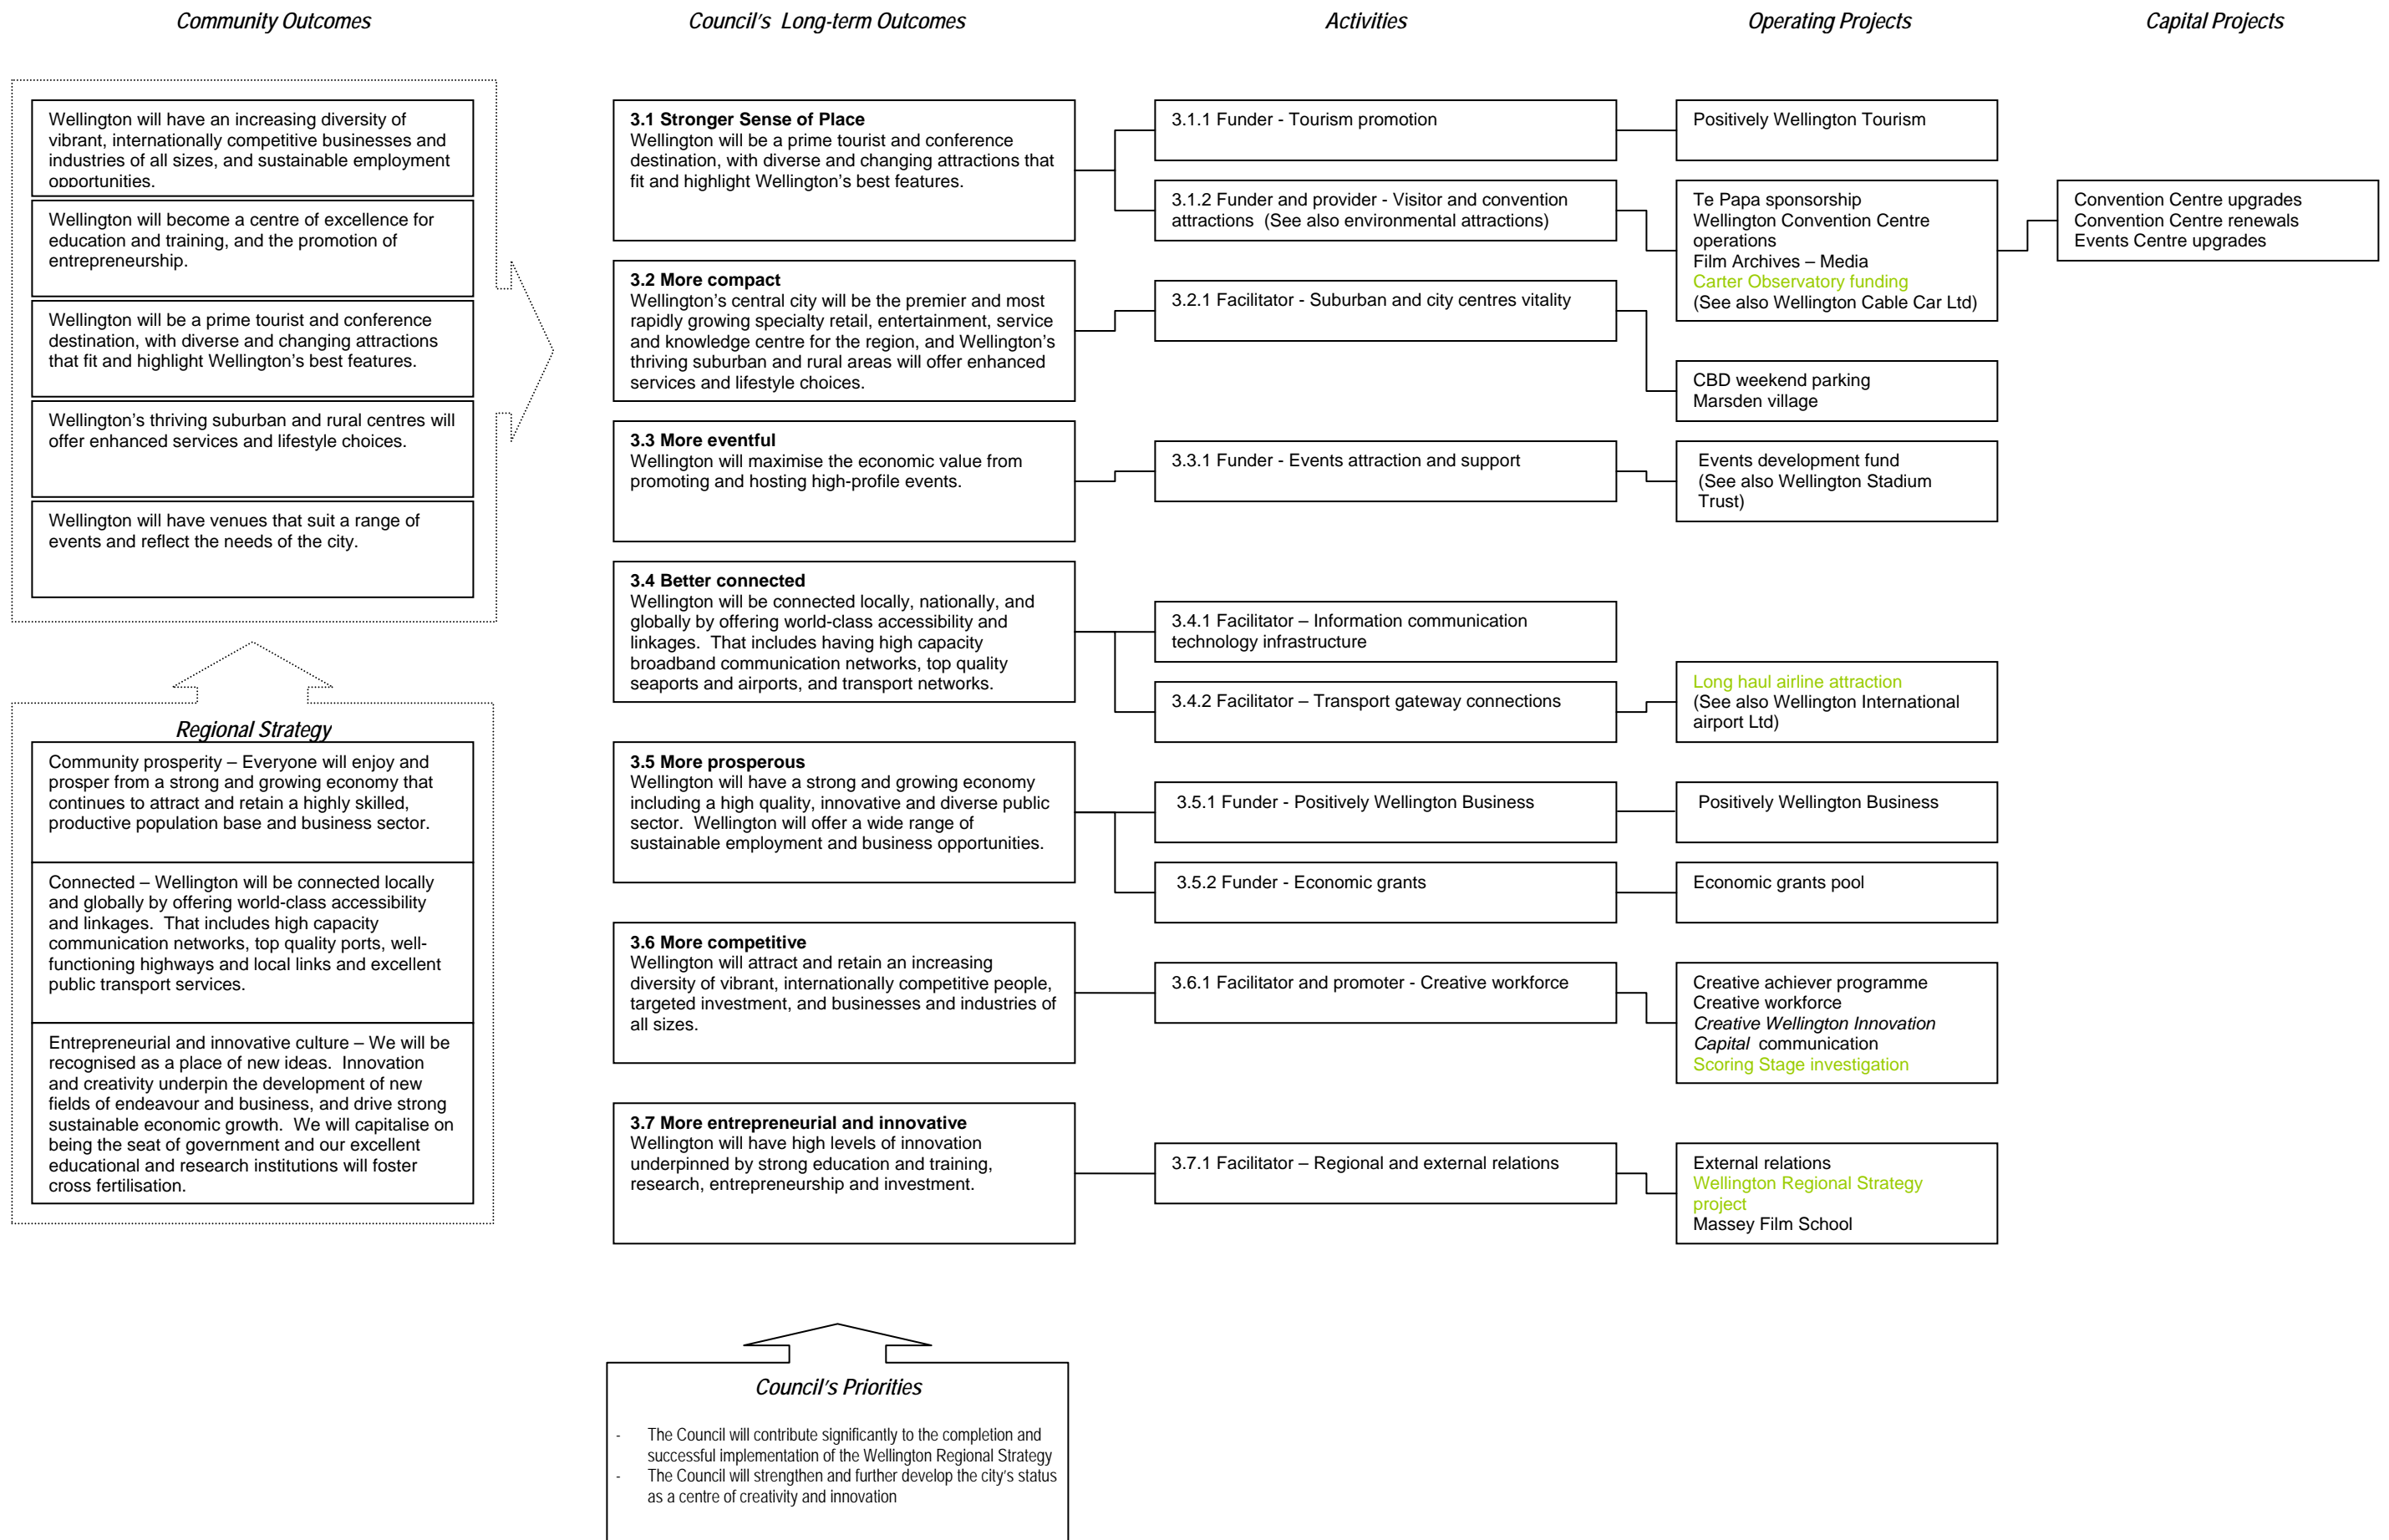 Community Outcomes
Council's Long-term Outcomes
Activities
Operating Projects
Capital Projects
Wellington will have an increasing diversity of
vibrant, internationally competitive businesses and
industries of all sizes, and sustainable employment
opportunities.
Wellington will become a centre of excellence for
education and training, and the promotion of
entrepreneurship.
Wellington will be a prime tourist and conference
destination, with diverse and changing attractions
that fit and highlight Wellington's best features.
Wellington's thriving suburban and rural centres will
offer enhanced services and lifestyle choices.
Wellington will have venues that suit a range of
events and reflect the needs of the city.
Regional Strategy
Community prosperity – Everyone will enjoy and
prosper from a strong and growing economy that
continues to attract and retain a highly skilled,
productive population base and business sector.
Connected – Wellington will be connected locally
and globally by offering world-class accessibility
and linkages. That includes high capacity
communication networks, top quality ports, well-
functioning highways and local links and excellent
public transport services.
Entrepreneurial and innovative culture – We will be
recognised as a place of new ideas. Innovation
and creativity underpin the development of new
fields of endeavour and business, and drive strong
sustainable economic growth. We will capitalise on
being the seat of government and our excellent
educational and research institutions will foster
cross fertilisation.
3.1 Stronger Sense of Place
Wellington will be a prime tourist and conference
destination, with diverse and changing attractions that
fit and highlight Wellington's best features.
3.2 More compact
Wellington's central city will be the premier and most
rapidly growing specialty retail, entertainment, service
and knowledge centre for the region, and Wellington's
thriving suburban and rural areas will offer enhanced
services and lifestyle choices.
3.3 More eventful
Wellington will maximise the economic value from
promoting and hosting high-profile events.
3.4 Better connected
Wellington will be connected locally, nationally, and
globally by offering world-class accessibility and
linkages. That includes having high capacity
broadband communication networks, top quality
seaports and airports, and transport networks.
3.5 More prosperous
Wellington will have a strong and growing economy
including a high quality, innovative and diverse public
sector. Wellington will offer a wide range of
sustainable employment and business opportunities.
3.6 More competitive
Wellington will attract and retain an increasing
diversity of vibrant, internationally competitive people,
targeted investment, and businesses and industries of
all sizes.
3.7 More entrepreneurial and innovative
Wellington will have high levels of innovation
underpinned by strong education and training,
research, entrepreneurship and investment.
Council's Priorities
- The Council will contribute significantly to the completion and
successful implementation of the Wellington Regional Strategy
- The Council will strengthen and further develop the city's status
as a centre of creativity and innovation
3.1.1 Funder - Tourism promotion
3.1.2 Funder and provider - Visitor and convention
attractions (See also environmental attractions)
3.2.1 Facilitator - Suburban and city centres vitality
3.3.1 Funder - Events attraction and support
3.4.1 Facilitator – Information communication
technology infrastructure
3.4.2 Facilitator – Transport gateway connections
3.5.1 Funder - Positively Wellington Business
3.5.2 Funder - Economic grants
3.6.1 Facilitator and promoter - Creative workforce
3.7.1 Facilitator – Regional and external relations
Positively Wellington Tourism
Te Papa sponsorship
Wellington Convention Centre
operations
Film Archives – Media
Carter Observatory funding
(See also Wellington Cable Car Ltd)
CBD weekend parking
Marsden village
Events development fund
(See also Wellington Stadium
Trust)
Long haul airline attraction
(See also Wellington International
airport Ltd)
Positively Wellington Business
Economic grants pool
Creative achiever programme
Creative workforce
Creative Wellington Innovation
Capital communication
Scoring Stage investigation
External relations
Wellington Regional Strategy
project
Massey Film School
Convention Centre upgrades
Convention Centre renewals
Events Centre upgrades